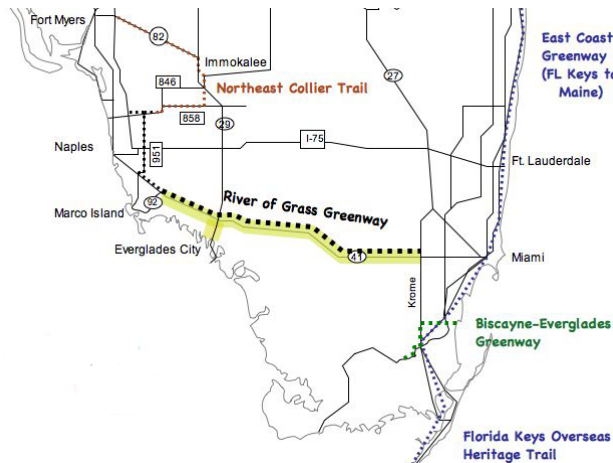 Fort Myers
82
Immokalee
846
Northeast Collier Trail
858
29
27
East Coast
Greenway
(FL Keys to
Maine)
I-75
951
Naples
Ft. Lauderdale
River of Grass Greenway
92
Marco Island
Everglades City
41
Miami
Krome
Biscayne-Everglades
Greenway
Florida Keys Overseas
Heritage Trail